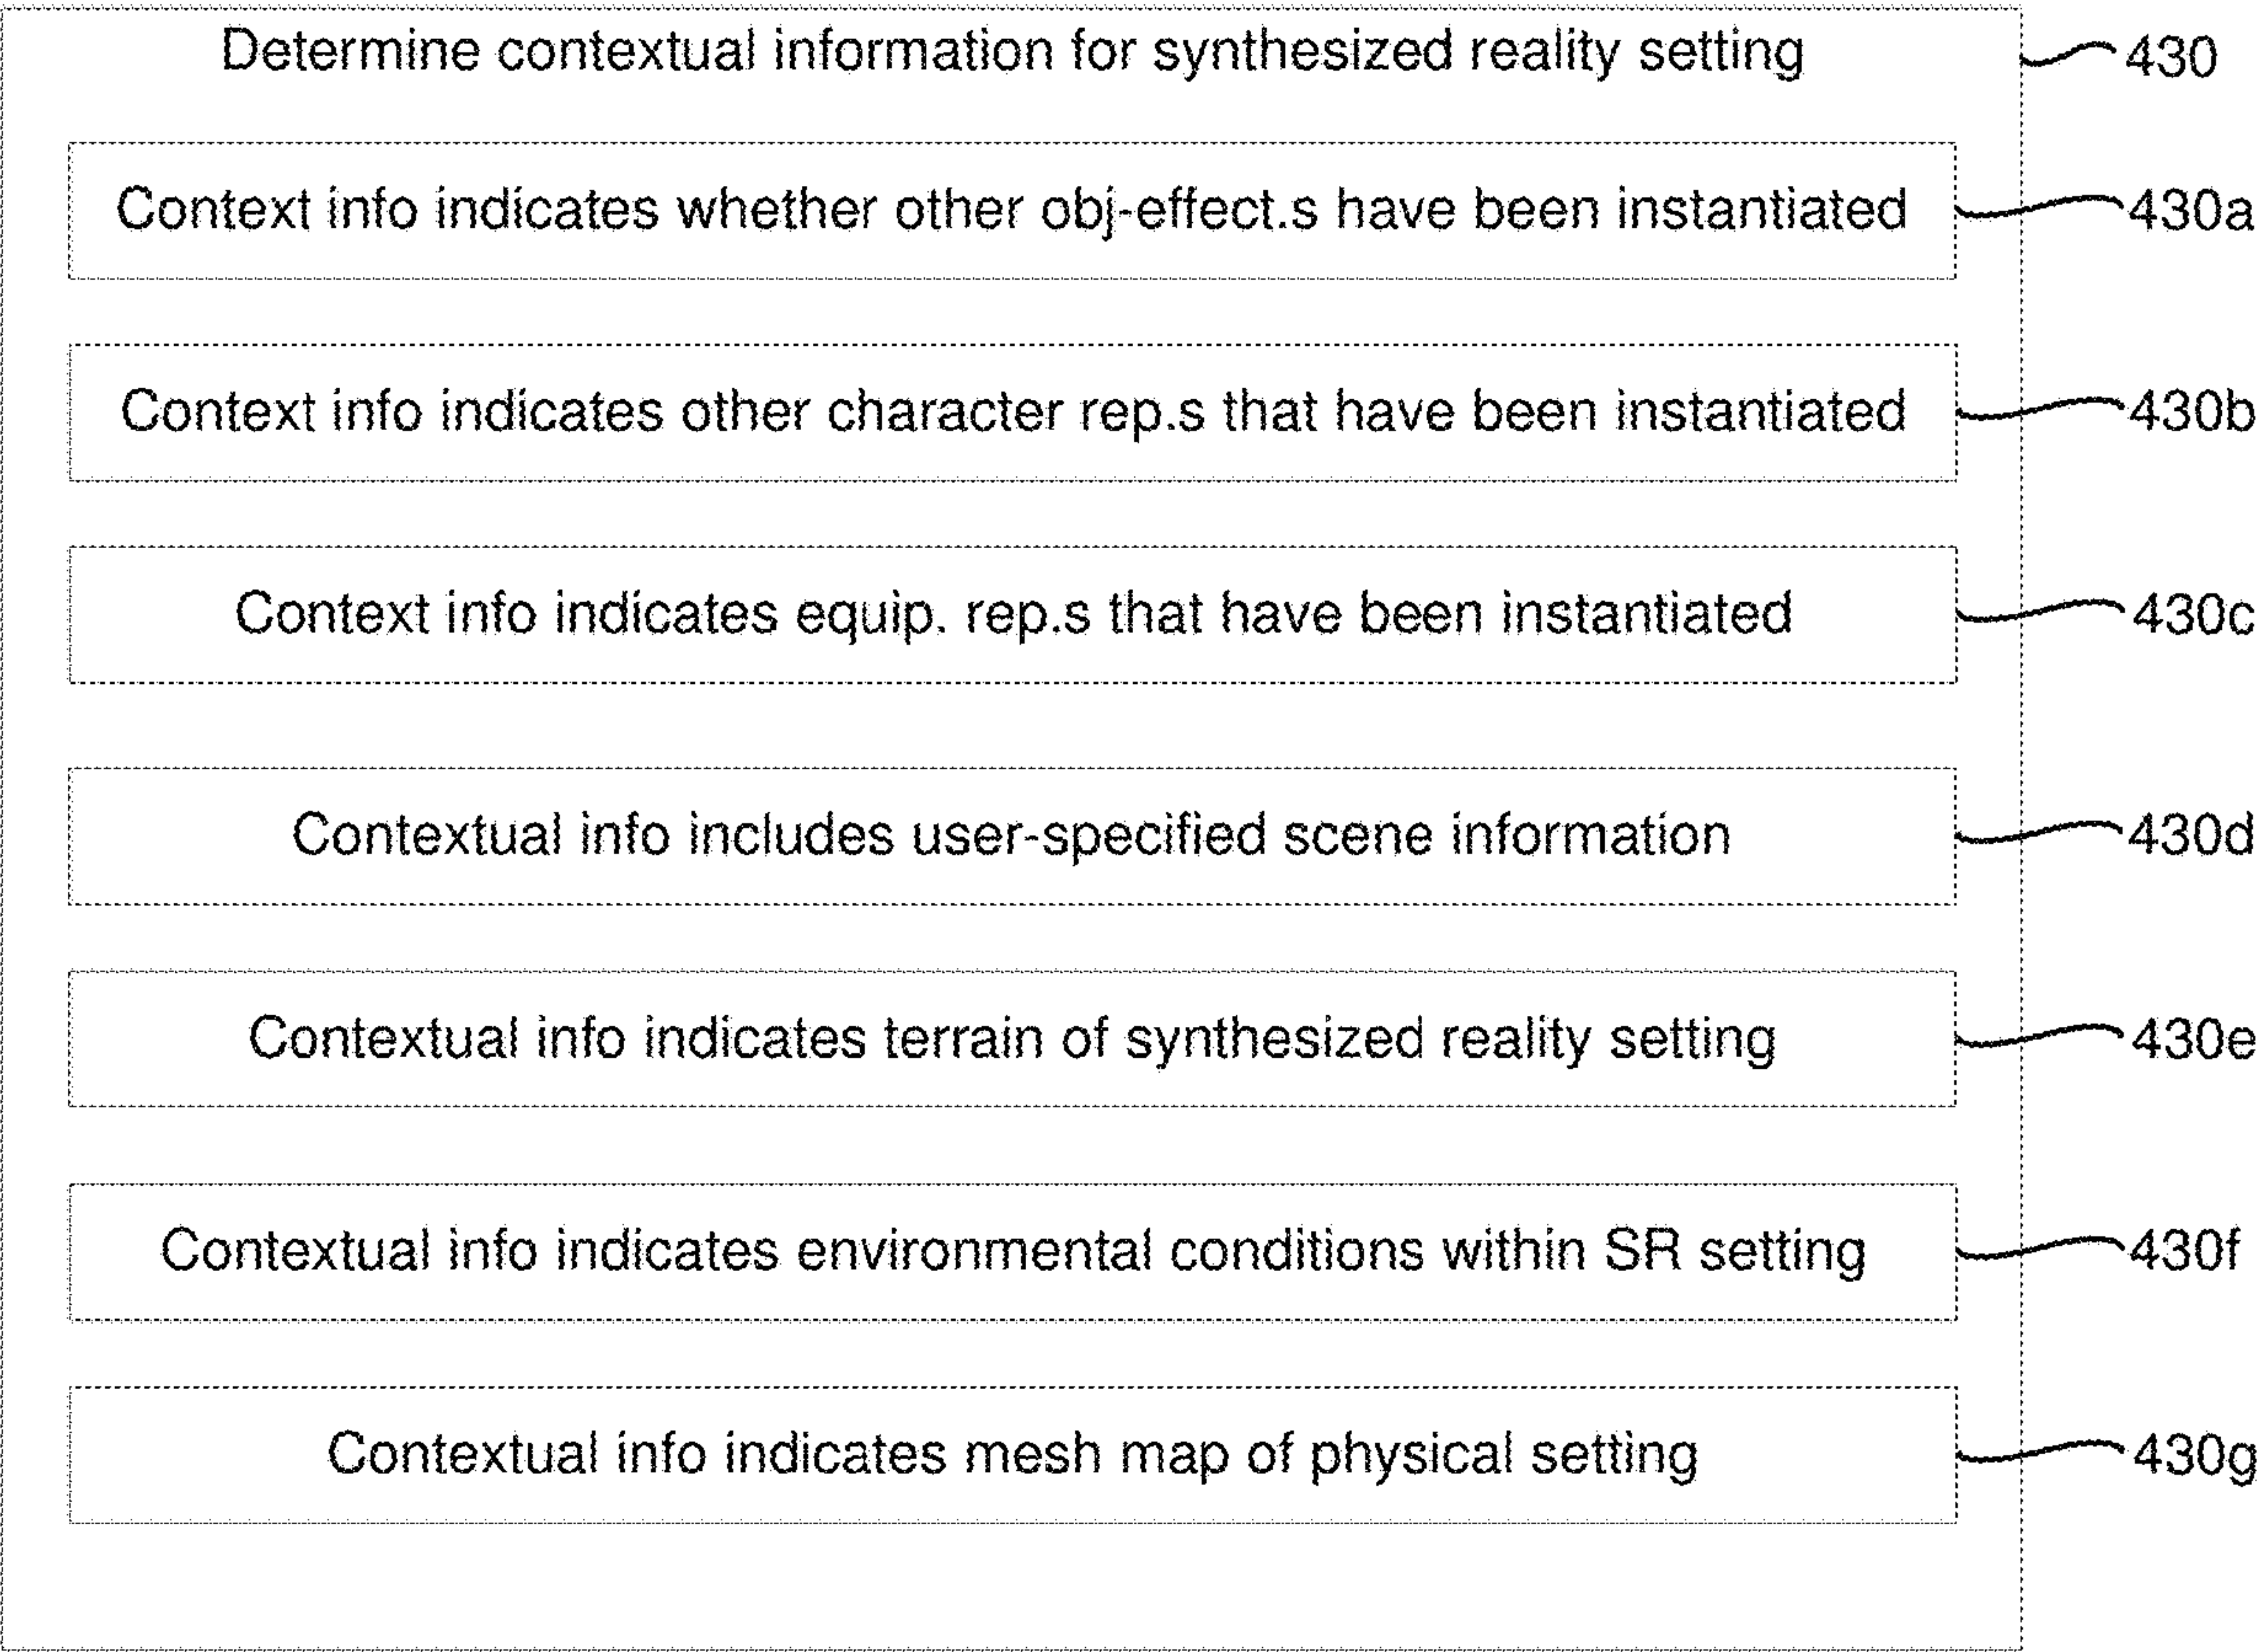 Determine contextual information for synthesized reality setting 430
Context info indicates whether other obj-effect.s have been instantiated 430a
Context info indicates other character rep.s that have been instantiated 430b
Context info indicates equip. rep.s that have been instantiated 430c
Contextual info includes user-specified scene information 430d
Contextual info indicates terrain of synthesized reality setting 430e
Contextual info indicates environmental conditions within SR setting 430f
Contextual info indicates mesh map of physical setting 430g